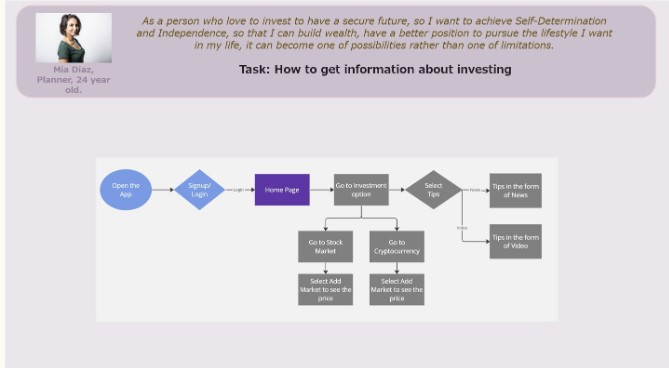 As a person who love to invest to have a secure future, so I want to achieve Self-Determination
and Independence, so that I can build wealth, have a better position to pursue the lifestyle I want
in my life, it can become one of possibilities rather than one of limitations.
Mia Diaz,
Planner, 24 year
old.
Task: How to get information about investing
Open the
App
Signup/
Login
Login
Home Page
Go to Investment
option
Select
Tips
Tips in the form
of News
Tips in the form
of Video
Go to Stock
Market
Go to
Cryptocurrency
Select Add
Market to see the
price
Select Add
Market to see the
price